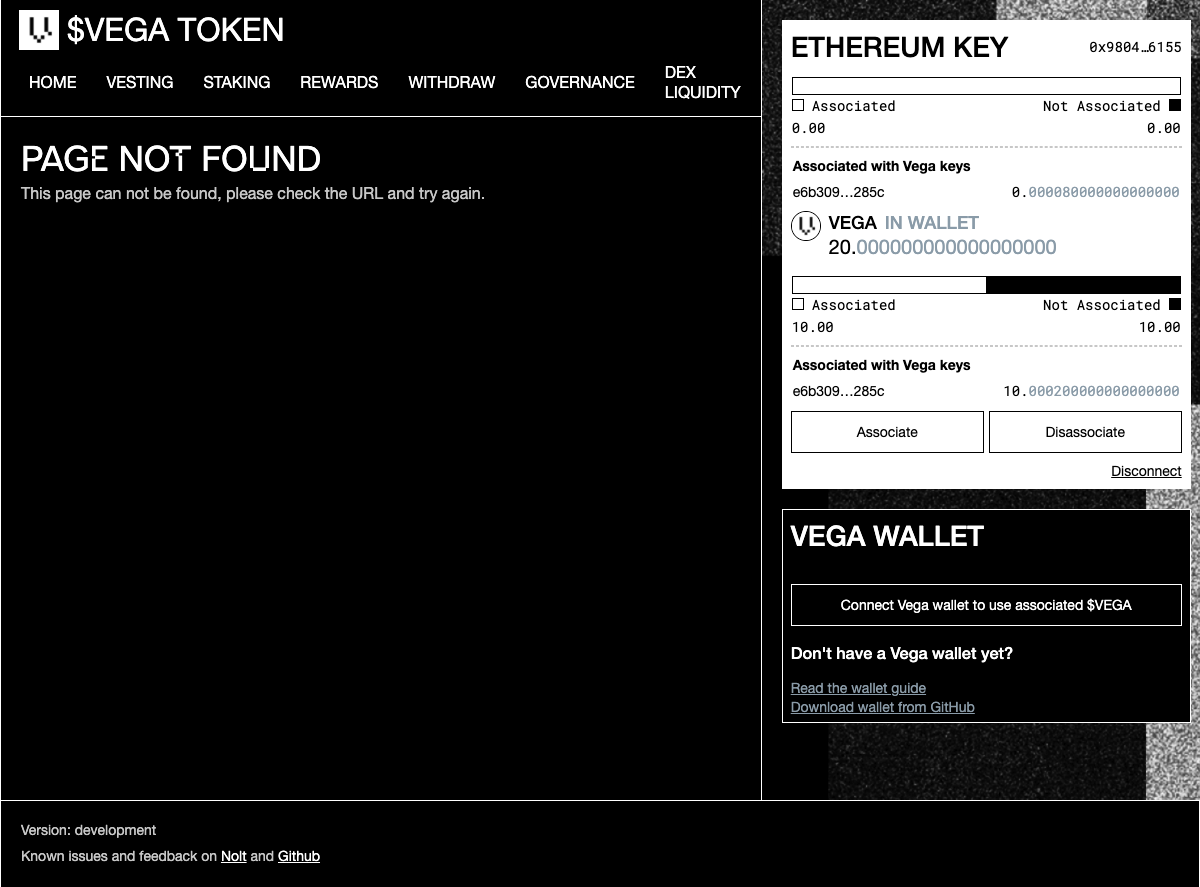 $VEGA TOKEN
HOME VESTING STAKING REWARDS WITHDRAW GOVERNANCE DEX LIQUIDITY
PAGE NOT FOUND
This page can not be found, please check the URL and try again.
ETHEREUM KEY 0x9804…6155
Associated Not Associated
0.00 0.00
Associated with Vega keys
e6b309…285c 0.000080000000000000
VEGA IN WALLET
20.000000000000000000
Associated Not Associated
10.00 10.00
Associated with Vega keys
e6b309…285c 10.000200000000000000
Associate Disassociate
Disconnect
VEGA WALLET
Connect Vega wallet to use associated $VEGA
Don't have a Vega wallet yet?
Read the wallet guide
Download wallet from GitHub
Version: development
Known issues and feedback on Nolt and Github